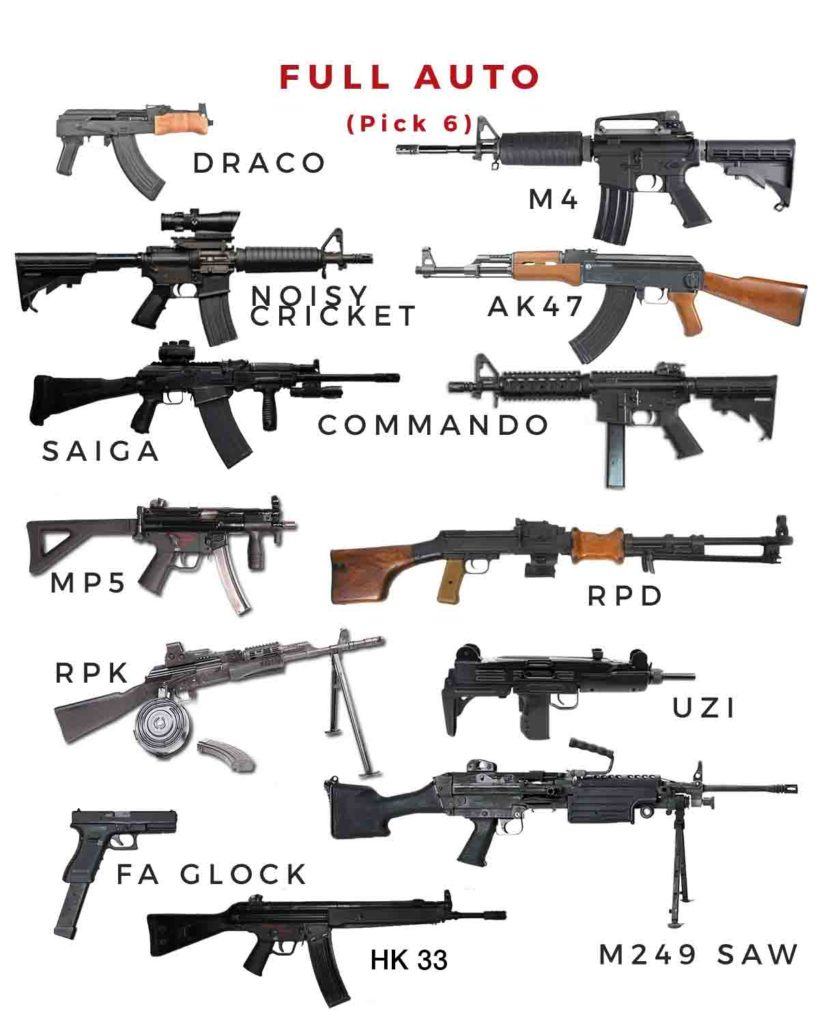 FULL AUTO
(Pick 6)
DRACO
M4
NOISY
CRICKET
AK47
SAIGA
COMMANDO
MP5
RPD
RPK
UZI
FA GLOCK
M249 SAW
HK 33